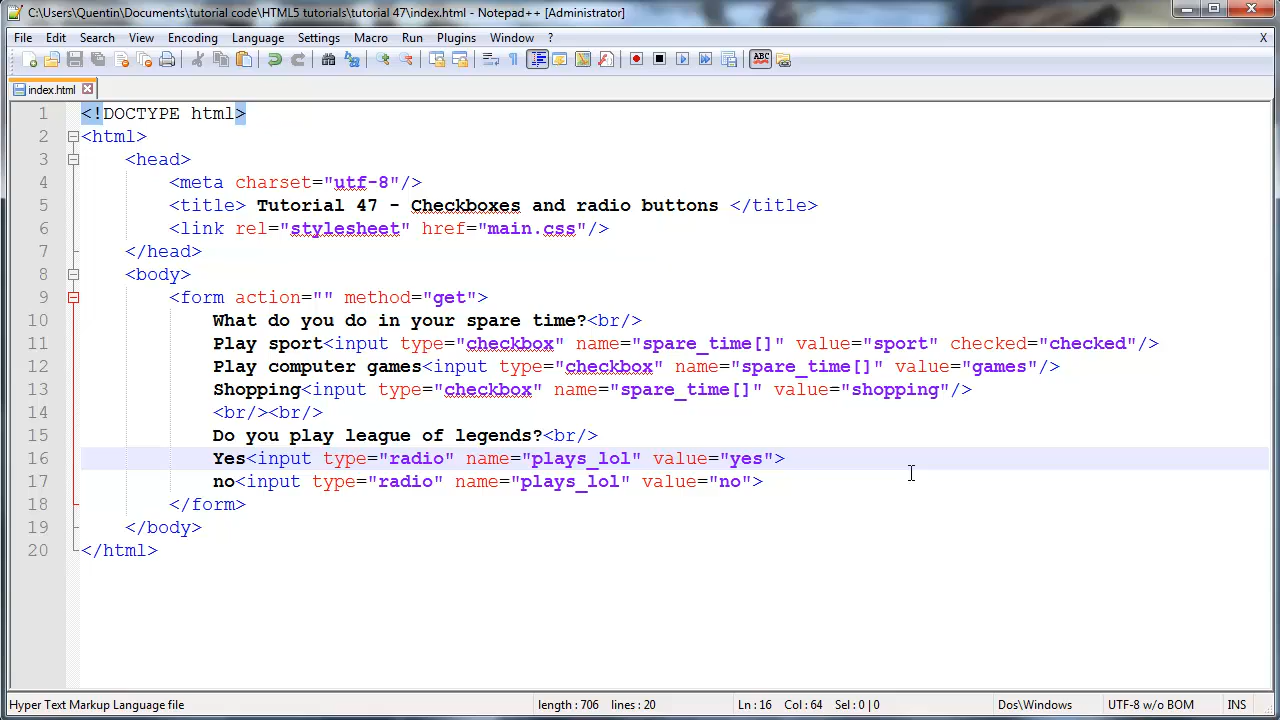 C:\Users\Quentin\Documents\tutorial code\HTML5 tutorials\tutorial 47\index.html - Notepad++ [Administrator]
File Edit Search View Encoding Language Settings Macro Run Plugins Window ? X
ABC
index.html
1 <!DOCTYPE html>
2 <html>
3 <head>
4 <meta charset="utf-8"/>
5 <title> Tutorial 47 - Checkboxes and radio buttons </title>
6 <link rel="stylesheet" href="main.css"/>
7 </head>
8 <body>
9 <form action="" method="get">
10 What do you do in your spare time?<br/>
11 Play sport<input type="checkbox" name="spare_time[]" value="sport" checked="checked"/>
12 Play computer games<input type="checkbox" name="spare_time[]" value="games"/>
13 Shopping<input type="checkbox" name="spare_time[]" value="shopping"/>
14 <br/><br/>
15 Do you play league of legends?<br/>
16 Yes<input type="radio" name="plays_lol" value="yes">
17 no<input type="radio" name="plays_lol" value="no">
18 </form>
19 </body>
20 </html>
Hyper Text Markup Language file length : 706 lines : 20 Ln : 16 Col : 64 Sel : 0 | 0 Dos\Windows UTF-8 w/o BOM INS